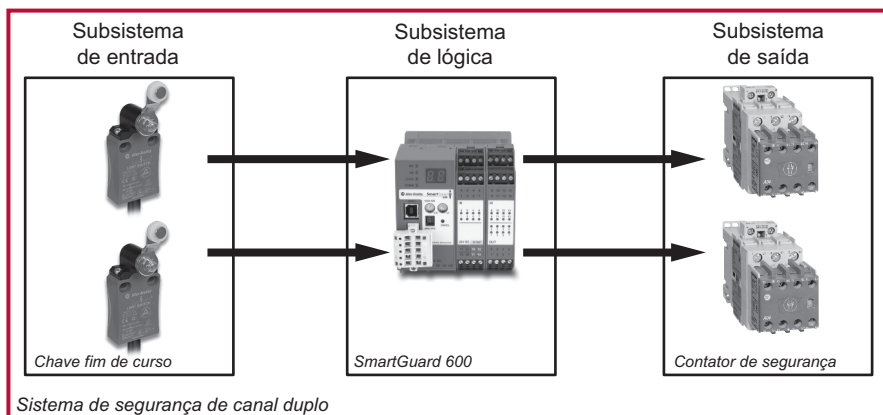 Subsistema
de entrada
Subsistema
de lógica
Subsistema
de saída
Chave fim de curso
SmartGuard 600
Contator de segurança
Sistema de segurança de canal duplo